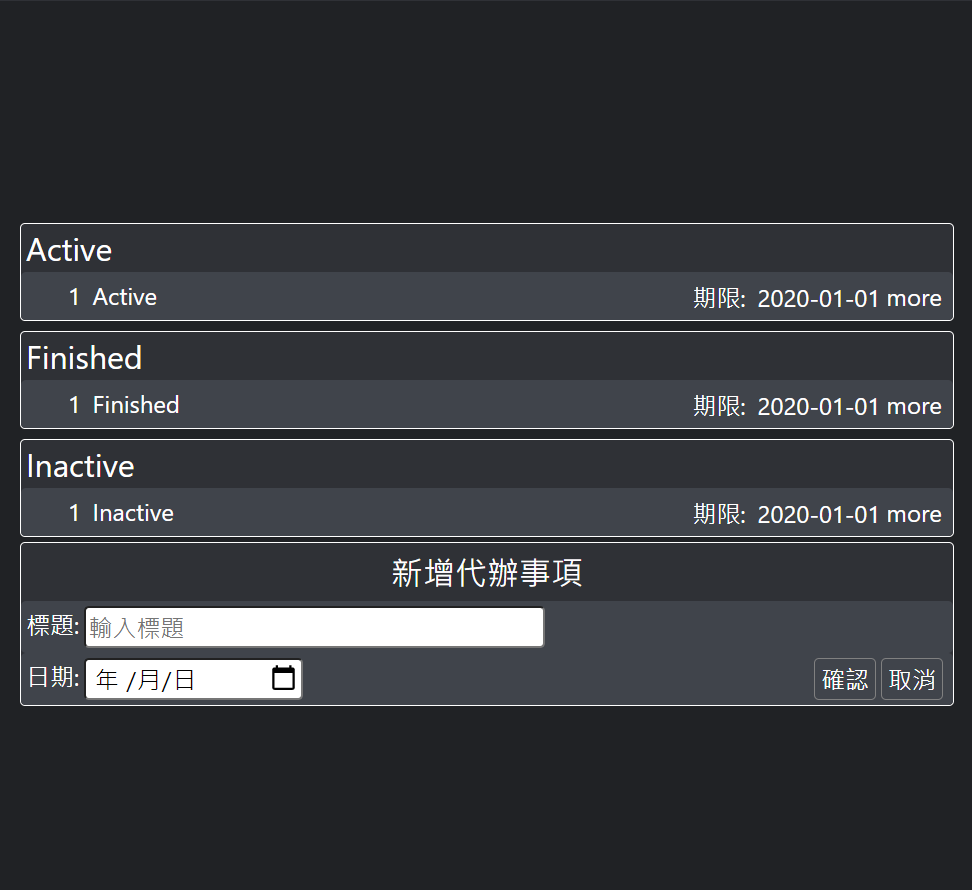 Active
1 Active 期限: 2020-01-01 more
Finished
1 Finished 期限: 2020-01-01 more
Inactive
1 Inactive 期限: 2020-01-01 more
新增代辦事項
標題: 輸入標題
日期: 年 /月/日 確認 取消